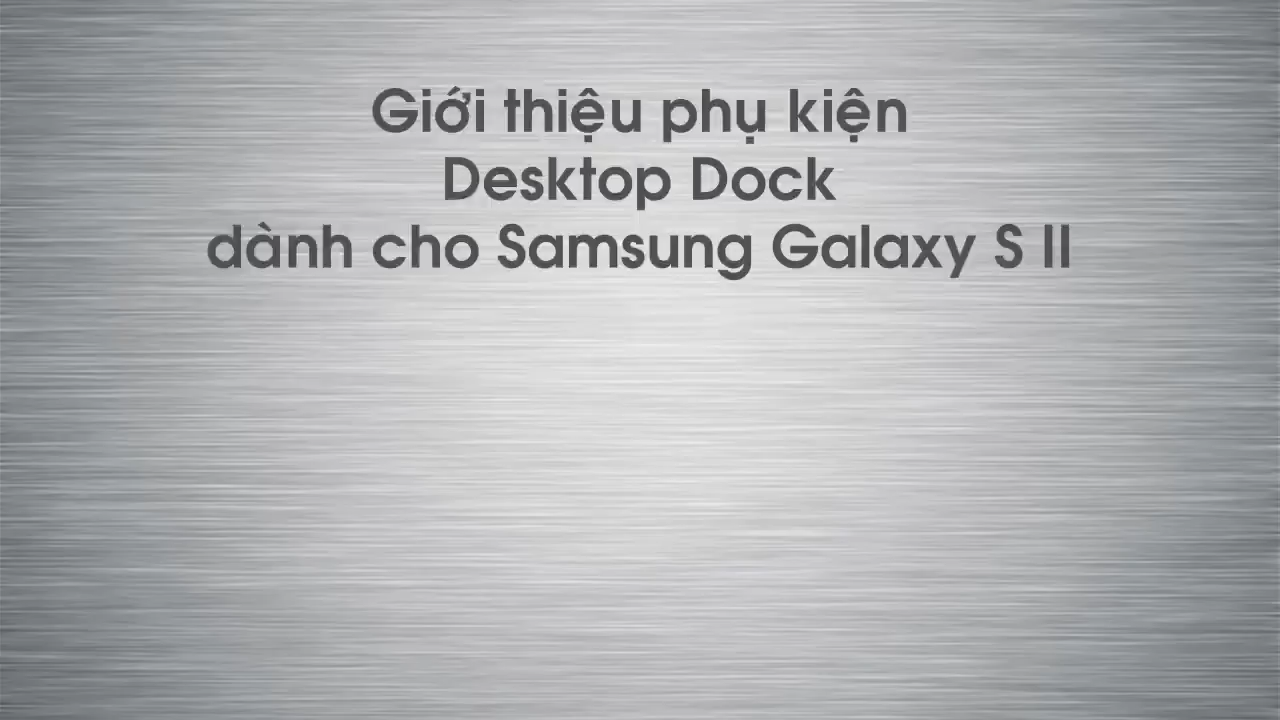 Giới thiệu phụ kiện
Desktop Dock
dành cho Samsung Galaxy S II